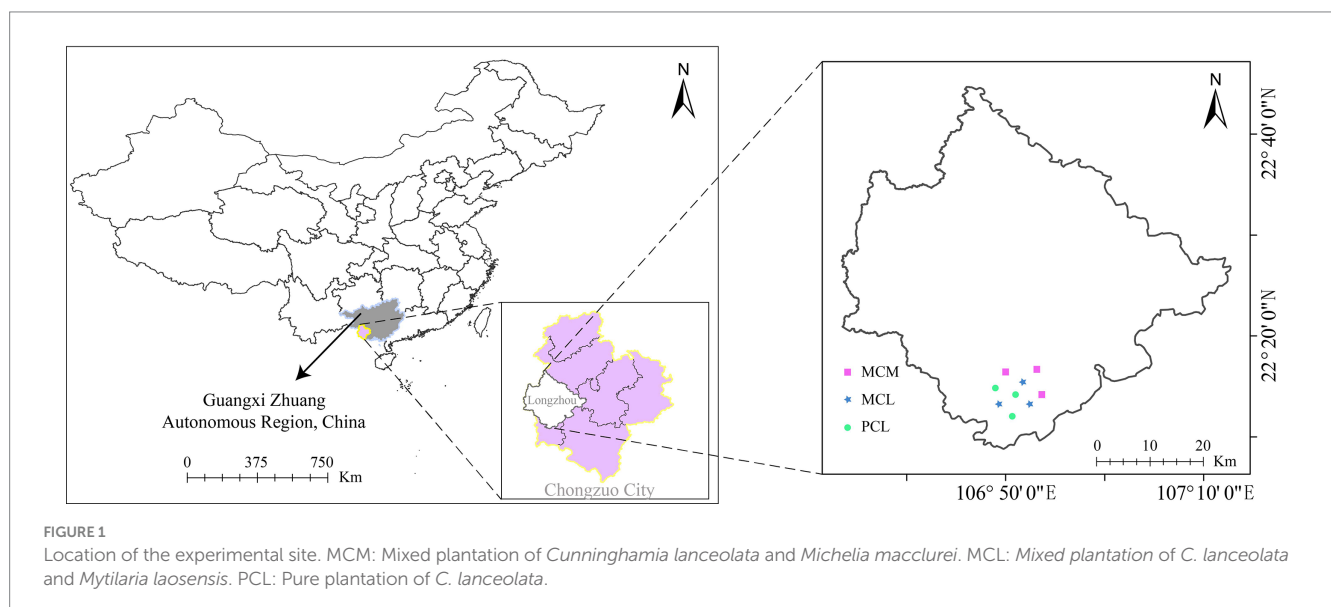 N
Guangxi Zhuang
Autonomous Region, China
0 375 750
Km
Longzhou
Chongzuo City
N
22° 40' 0"N
22° 20' 0"N
MCM
MCL
PCL
0 10 20
Km
106° 50' 0"E 107° 10' 0"E
FIGURE 1
Location of the experimental site. MCM: Mixed plantation of Cunninghamia lanceolata and Michelia macclurei. MCL: Mixed plantation of C. lanceolata
and Mytilaria laosensis. PCL: Pure plantation of C. lanceolata.